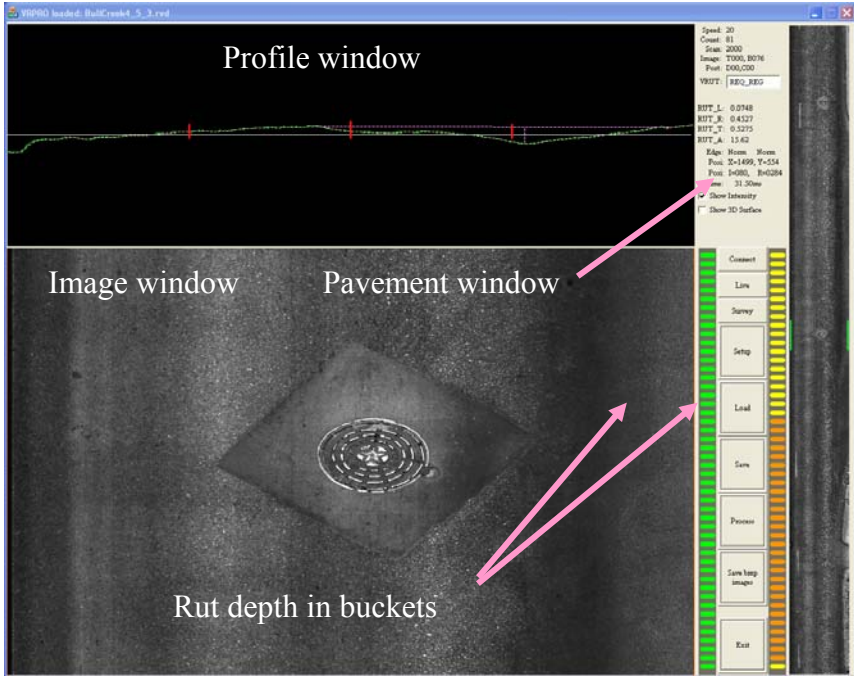 VAPRO loaded: BullCreek4_5_3.rvd
Profile window
Speed: 20
Count: 81
Scan: 2000
Image: T000, B076
Post: D00,C00
VRUT: REQ_REG
RUT_L: 0.0748
RUT_R: 0.4527
RUT_T: 0.5275
RUT_A: 15.62
Edge: Norm Norm
Posi: X=1499, Y=554
Posi: I=080, R=0284
31.50ms
Show Intensity
Show 3D Surface
Image window
Pavement window
Connect
Live
Survey
Setup
Load
Save
Process
Save bmp
images
Exit
Rut depth in buckets